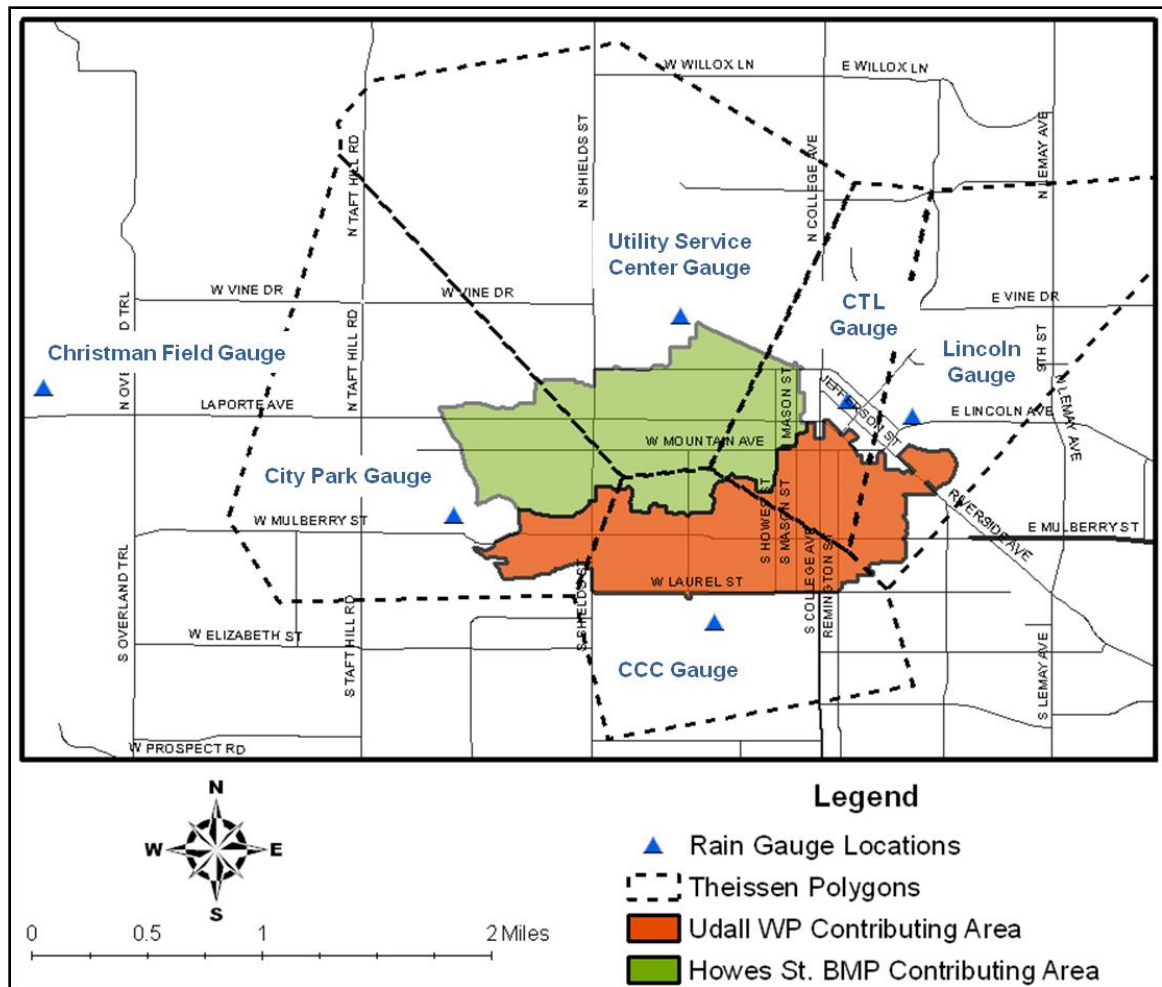 W WILLOX LN
E WILLOX LN
N TAFT HILL RD
N SHIELDS ST
N COLLEGE AVE
N LEMAY AVE
Utility Service
Center Gauge
W VINE DR
W VINE DR
E VINE DR
CTL
Gauge
Lincoln
Gauge
9TH ST
N LEMAY AVE
Christman Field Gauge
N OVE D TRL
N TAFT HILL RD
LAPORTE AVE
MASON ST
JEFFERSON ST
E LINCOLN AVE
W MOUNTAIN AVE
City Park Gauge
W MULBERRY ST
S HOWES ST
S MASON ST
RIVERSIDE AVE
E MULBERRY ST
S OVERLAND TRL
S TAFT HILL RD
S SHIELDS ST
W LAUREL ST
S COLLEGE AVE
REMINGTON ST
W ELIZABETH ST
CCC Gauge
S LEMAY AVE
W PROSPECT RD
N
W E
S
0 0.5 1 2 Miles
Legend
Rain Gauge Locations
Theissen Polygons
Udall WP Contributing Area
Howes St. BMP Contributing Area